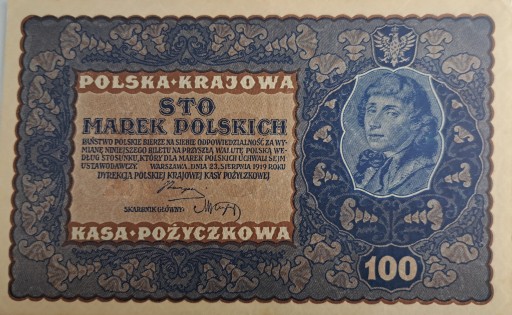 POLSKA · KRAJOWA
STO
MAREK POLSKICH
PAŃSTWO POLSKIE BIERZE NA SIEBIE ODPOWIEDZIALNOŚĆ ZA WY-
MIANĘ NINIEJSZEGO BILETU NA PRZYSZŁĄ WALUTĘ POLSKĄ WE-
DŁUG STOSUNKU, KTÓRY DLA MAREK POLSKICH UCHWALI SEJM
USTAWODAWCZY. WARSZAWA, DNIA 23. SIERPNIA 1919 ROKU
DYREKCJA POLSKIEJ KRAJOWEJ KASY POŻYCZKOWEJ
SKARBNIK GŁÓWNY:
KASA · POŻYCZKOWA
100